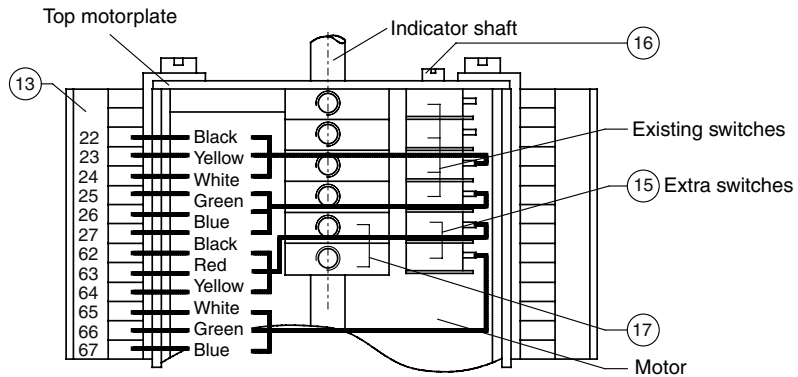 Top motorplate
Indicator shaft
16
13
22 Black
23 Yellow
24 White
25 Green
26 Blue
27 Black
62 Red
63 Yellow
64 White
65 Green
66 Blue
67
Existing switches
15 Extra switches
17
Motor